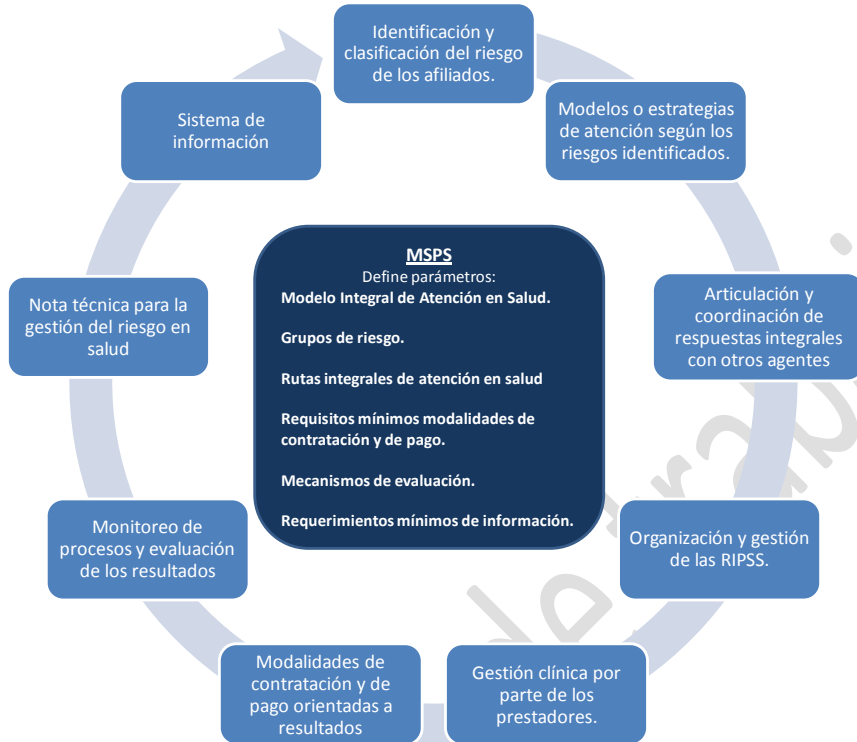 Identificación y
clasificación del riesgo
de los afiliados.
Modelos o estrategias
de atención según los
riesgos identificados.
Articulación y
coordinación de
respuestas integrales
con otros agentes
Organización y gestión
de las RIPSS.
Gestión clínica por
parte de los
prestadores.
Modalidades de
contratación y de
pago orientadas a
resultados
Monitoreo de
procesos y evaluación
de los resultados
Nota técnica para la
gestión del riesgo en
salud
Sistema de
información
MSPS
Define parámetros:
Modelo Integral de Atención en Salud.
Grupos de riesgo.
Rutas integrales de atención en salud
Requisitos mínimos modalidades de
contratación y de pago.
Mecanismos de evaluación.
Requerimientos mínimos de información.